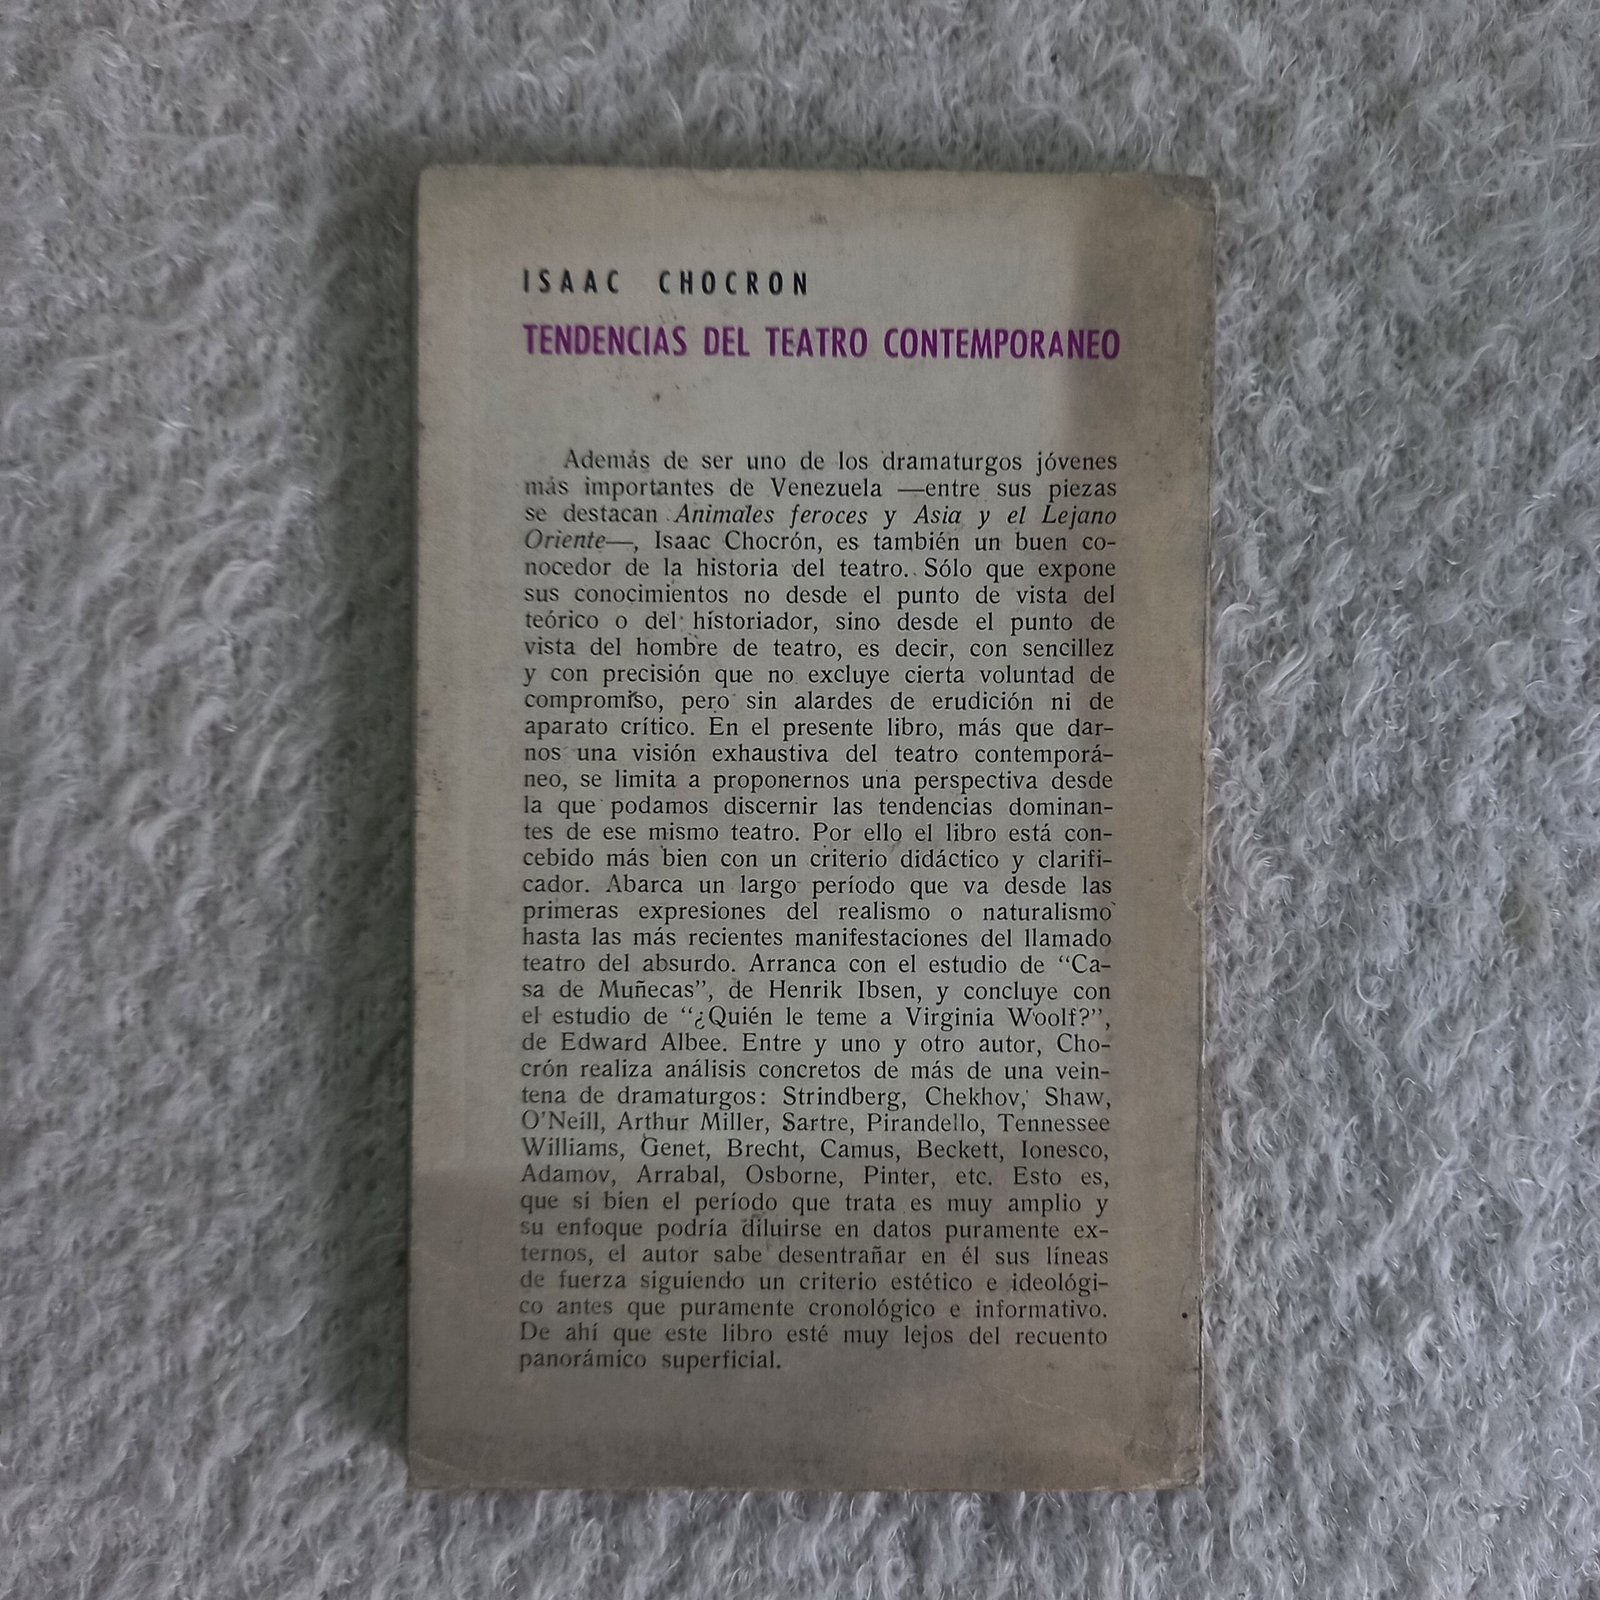 ISAAC CHOCRON
TENDENCIAS DEL TEATRO CONTEMPORANEO
Además de ser uno de los dramaturgos jóvenes
más importantes de Venezuela —entre sus piezas
se destacan Animales feroces y Asia y el Lejano
Oriente—, Isaac Chocrón, es también un buen co-
nocedor de la historia del teatro. Sólo que expone
sus conocimientos no desde el punto de vista del
teórico o del historiador, sino desde el punto de
vista del hombre de teatro, es decir, con sencillez
y con precisión que no excluye cierta voluntad de
compromiso, pero sin alardes de erudición ni de
aparato crítico. En el presente libro, más que dar-
nos una visión exhaustiva del teatro contemporá-
neo, se limita a proponernos una perspectiva desde
la que podamos discernir las tendencias dominan-
tes de ese mismo teatro. Por ello el libro está con-
cebido más bien con un criterio didáctico y clarifi-
cador. Abarca un largo período que va desde las
primeras expresiones del realismo o naturalismo
hasta las más recientes manifestaciones del llamado
teatro del absurdo. Arranca con el estudio de “Ca-
sa de Muñecas”, de Henrik Ibsen, y concluye con
el estudio de “¿Quién le teme a Virginia Woolf?”,
de Edward Albee. Entre y uno y otro autor, Cho-
crón realiza análisis concretos de más de una vein-
tena de dramaturgos: Strindberg, Chekhov, Shaw,
O'Neill, Arthur Miller, Sartre, Pirandello, Tennessee
Williams, Genet, Brecht, Camus, Beckett, Ionesco,
Adamov, Arrabal, Osborne, Pinter, etc. Esto es,
que si bien el período que trata es muy amplio y
su enfoque podría diluirse en datos puramente ex-
ternos, el autor sabe desentrañar en él sus líneas
de fuerza siguiendo un criterio estético e ideológi-
co antes que puramente cronológico e informativo.
De ahí que este libro esté muy lejos del recuento
panorámico superficial.